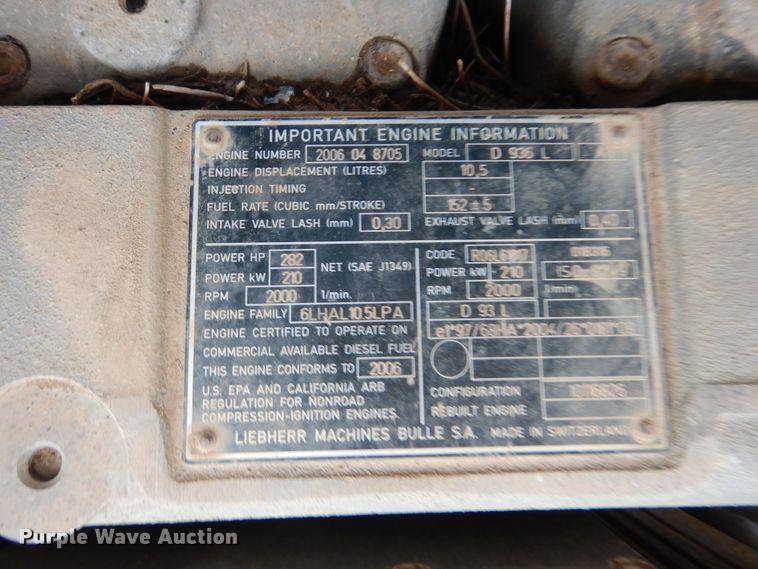 IMPORTANT ENGINE INFORMATION
ENGINE NUMBER 2006 04 8705 MODEL D 936 L
ENGINE DISPLACEMENT (LITRES) 10,5
INJECTION TIMING -
FUEL RATE (CUBIC mm/STROKE) 152 ± 5
INTAKE VALVE LASH (mm) 0,30 EXHAUST VALVE LASH (mm) 0,40
POWER HP 282
POWER kW 210 NET (SAE J1349)
RPM 2000 1/min.
ENGINE FAMILY 6LHAL10.5LPA
ENGINE CERTIFIED TO OPERATE ON
COMMERCIAL AVAILABLE DIESEL FUEL
THIS ENGINE CONFORMS TO 2006
U.S. EPA AND CALIFORNIA ARB
REGULATION FOR NONROAD
COMPRESSION-IGNITION ENGINES.
CODE
POWER kW 210
RPM 2000 1/min.
D 93 L
CONFIGURATION
REBUILT ENGINE
LIEBHERR MACHINES BULLE S.A. MADE IN SWITZERLAND
Purple Wave Auction